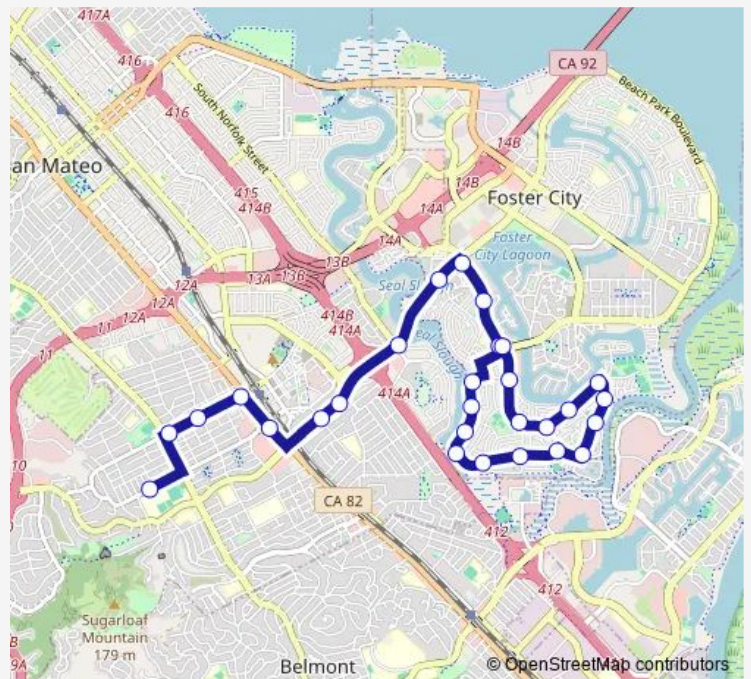 417A
416
416
South Norfolk Street
CA 92
Beach Park Boulevard
an Mateo
14B
14B
415
414B
Foster City
14A
14A
Foster
City Lagoon
13B
13B
13A
12A
12A
12A
11
11
414B
414A
414A
10
CA 82
412
412
Sugarloaf
Mountain
179 m
B
9A
Belmont
© OpenStreetMap contributors